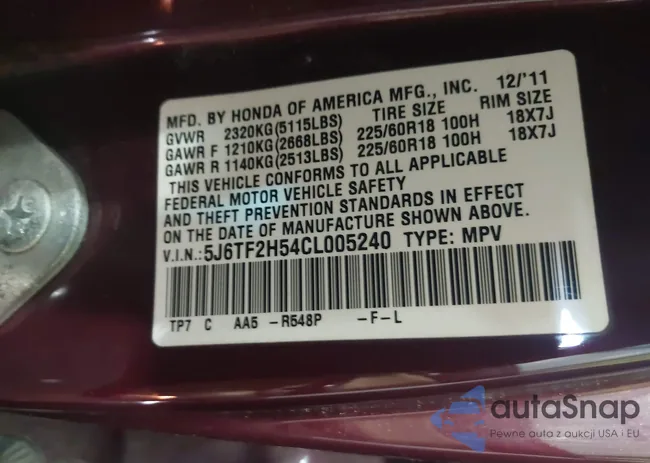 MFD. BY HONDA OF AMERICA MFG., INC. 12/'11
GVWR 2320KG(5115LBS) TIRE SIZE RIM SIZE
GAWR F 1210KG(2668LBS) 225/60R18 100H 18X7J
GAWR R 1140KG(2513LBS) 225/60R18 100H 18X7J
THIS VEHICLE CONFORMS TO ALL APPLICABLE
FEDERAL MOTOR VEHICLE SAFETY
AND THEFT PREVENTION STANDARDS IN EFFECT
ON THE DATE OF MANUFACTURE SHOWN ABOVE.
V.I.N.:5J6TF2H54CL005240 TYPE: MPV
TP7 C AA5 -R548P -F-L
autaSnap
Pewne auta z aukcji USA i EU